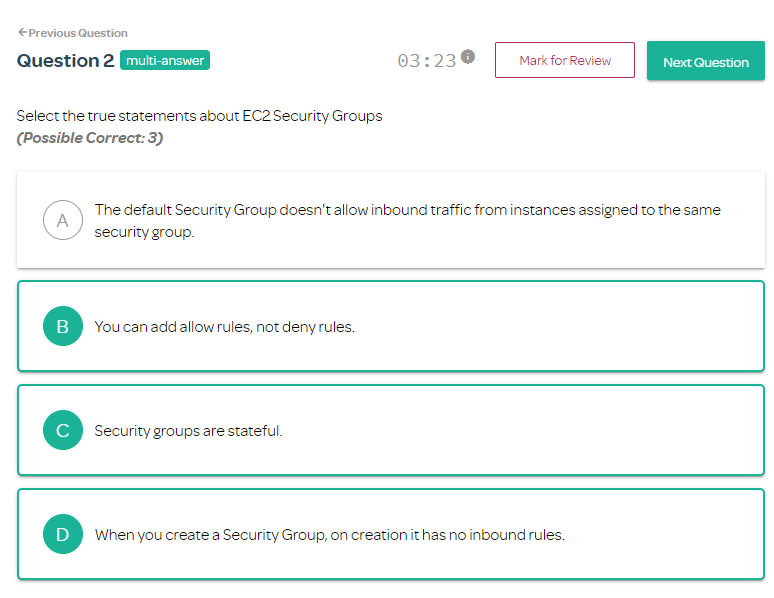 ←Previous Question
Question 2 multi-answer 03:23 i Mark for Review Next Question
Select the true statements about EC2 Security Groups
(Possible Correct: 3)
A The default Security Group doesn't allow inbound traffic from instances assigned to the same
security group.
B You can add allow rules, not deny rules.
C Security groups are stateful.
D When you create a Security Group, on creation it has no inbound rules.